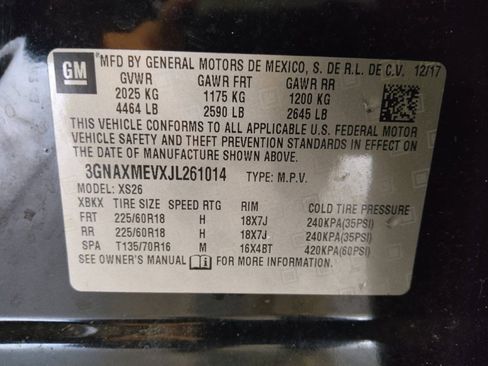 GM
MFD BY GENERAL MOTORS DE MEXICO, S. DE R.L. DE C.V. 12/17
GVWR GAWR FRT GAWR RR
2025 KG 1175 KG 1200 KG
4464 LB 2590 LB 2645 LB
THIS VEHICLE CONFORMS TO ALL APPLICABLE U.S. FEDERAL MOTOR
VEHICLE SAFETY AND THEFT PREVENTION STANDARDS IN EFFECT ON
THE DATE OF MANUFACTURE SHOWN ABOVE.
3GNAXMEVXJL261014 TYPE: M.P.V.
MODEL: XS26
XBKX TIRE SIZE SPEED RTG RIM COLD TIRE PRESSURE
FRT 225/60R18 H 18X7J 240KPA(35PSI)
RR 225/60R18 H 18X7J 240KPA(35PSI)
SPA T135/70R16 M 16X4BT 420KPA(60PSI)
SEE OWNER'S MANUAL FOR MORE INFORMATION.